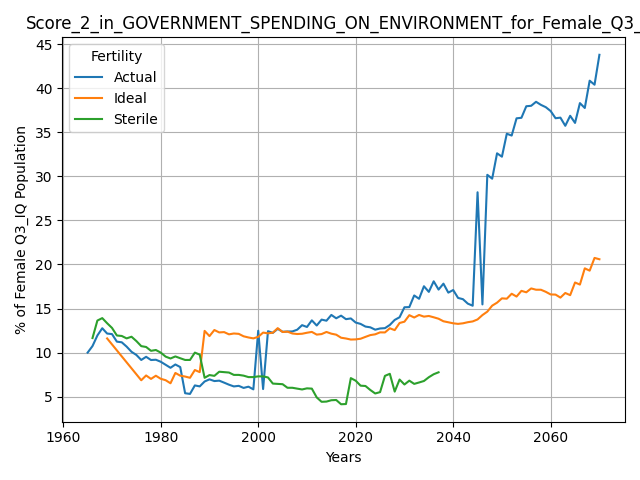 Score_2_in_GOVERNMENT_SPENDING_ON_ENVIRONMENT_for_Female_Q3_
Fertility
Actual
Ideal
Sterile
% of Female Q3_IQ Population
45
40
35
30
25
20
15
10
5
1960 1980 2000 2020 2040 2060
Years